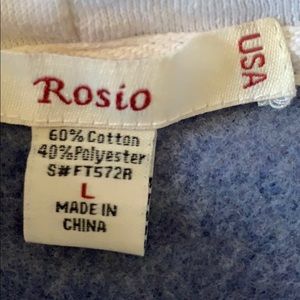 Rosio
USA
60% Cotton
40% Polyester
S#FT572R
L
MADE IN
CHINA